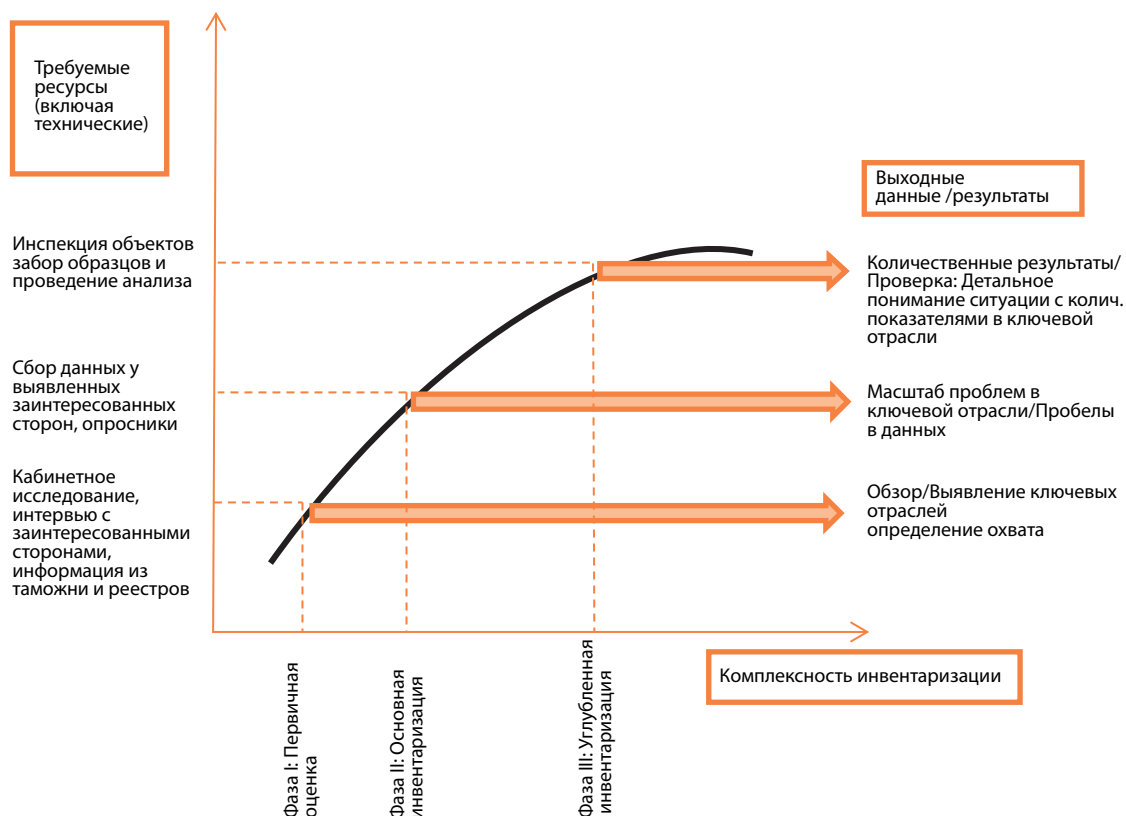 Требуемые
ресурсы
(включая
технические)
Выходные
данные /результаты
Инспекция объектов
забор образцов и
проведение анализа
Количественные результаты/
Проверка: Детальное
понимание ситуации с колич.
показателями в ключевой
отрасли
Сбор данных у
выявленных
заинтересованных
сторон, опросники
Масштаб проблем в
ключевой отрасли/Пробелы
в данных
Кабинетное
исследование,
интервью с
заинтересованными
сторонами,
информация из
таможни и реестров
Обзор/Выявление ключевых
отраслей
определение охвата
Комплексность инвентаризации
Фаза I: Первичная
оценка
Фаза II: Основная
инвентаризация
Фаза III: Углубленная
инвентаризация